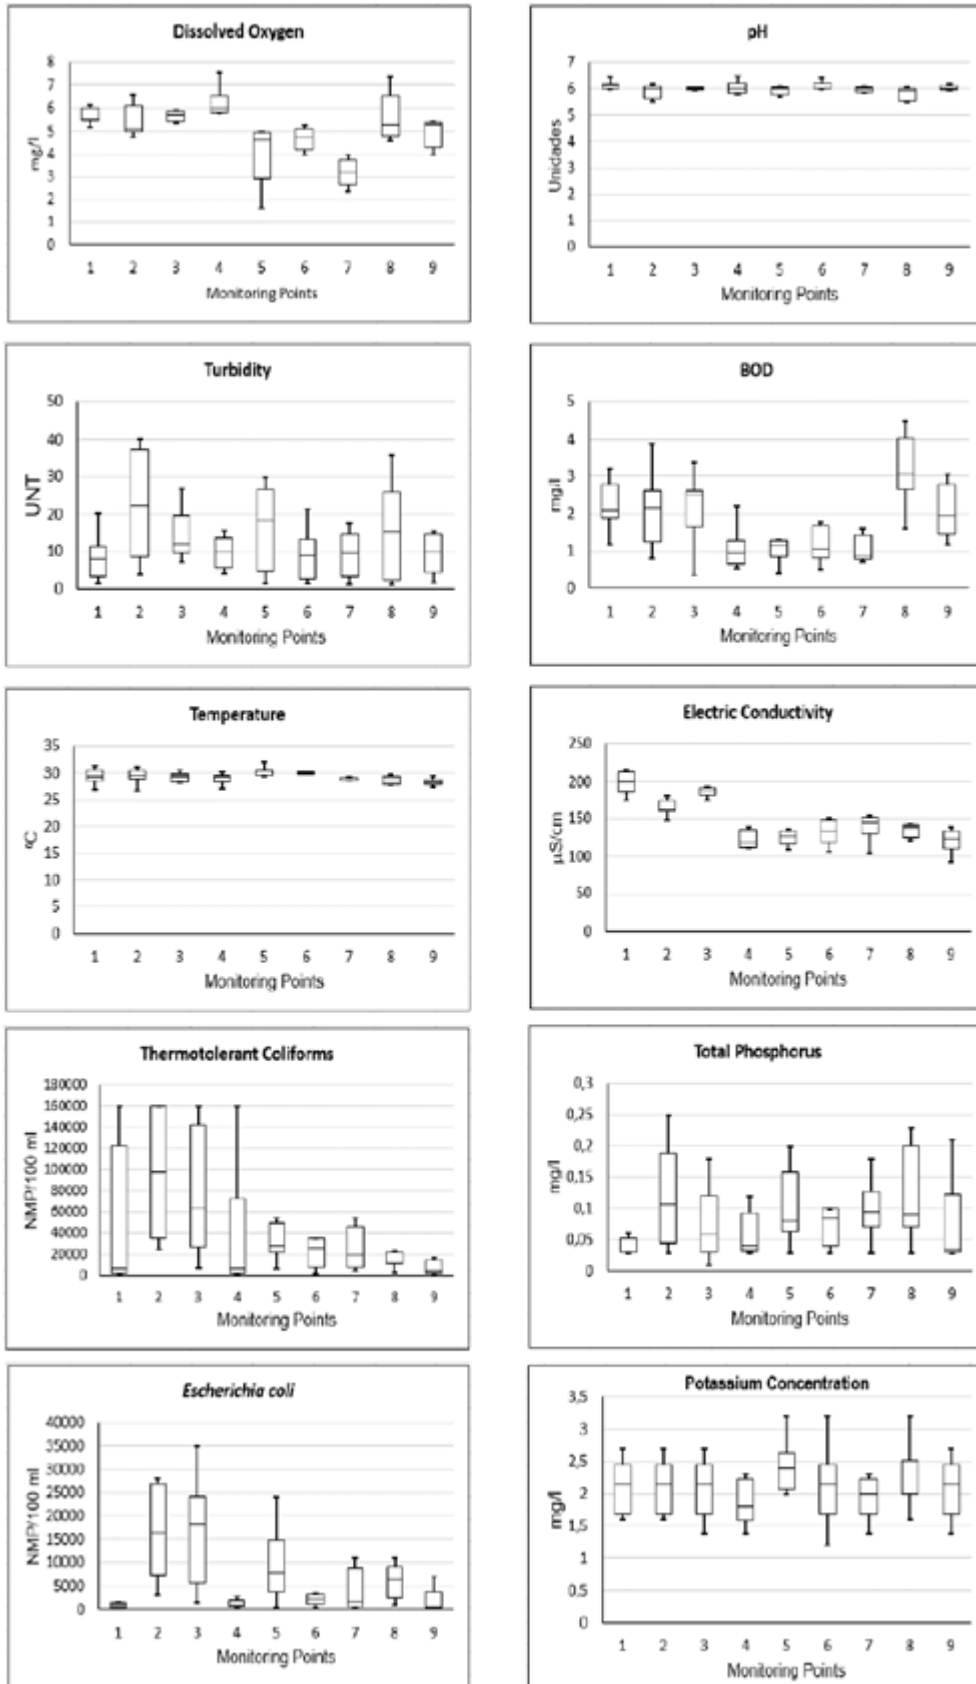 Dissolved Oxygen
8
7
6
5
4
3
2
1
0
mg/l
1 2 3 4 5 6 7 8 9
Monitoring Points
pH
7
6
5
4
3
2
1
0
Unidades
1 2 3 4 5 6 7 8 9
Monitoring Points
Turbidity
50
40
30
20
10
0
UNT
1 2 3 4 5 6 7 8 9
Monitoring Points
BOD
5
4
3
2
1
0
mg/l
1 2 3 4 5 6 7 8 9
Monitoring Points
Temperature
35
30
25
20
15
10
5
0
ºC
1 2 3 4 5 6 7 8 9
Monitoring Points
Electric Conductivity
250
200
150
100
50
0
µS/cm
1 2 3 4 5 6 7 8 9
Monitoring Points
Thermotolerant Coliforms
180000
160000
140000
120000
100000
80000
60000
40000
20000
0
NMP/100 ml
1 2 3 4 5 6 7 8 9
Monitoring Points
Total Phosphorus
0,3
0,25
0,2
0,15
0,1
0,05
0
mg/l
1 2 3 4 5 6 7 8 9
Monitoring Points
Escherichia coli
40000
35000
30000
25000
20000
15000
10000
5000
0
NMP/100 ml
1 2 3 4 5 6 7 8 9
Monitoring Points
Potassium Concentration
3,5
3
2,5
2
1,5
1
0,5
0
mg/l
1 2 3 4 5 6 7 8 9
Monitoring Points